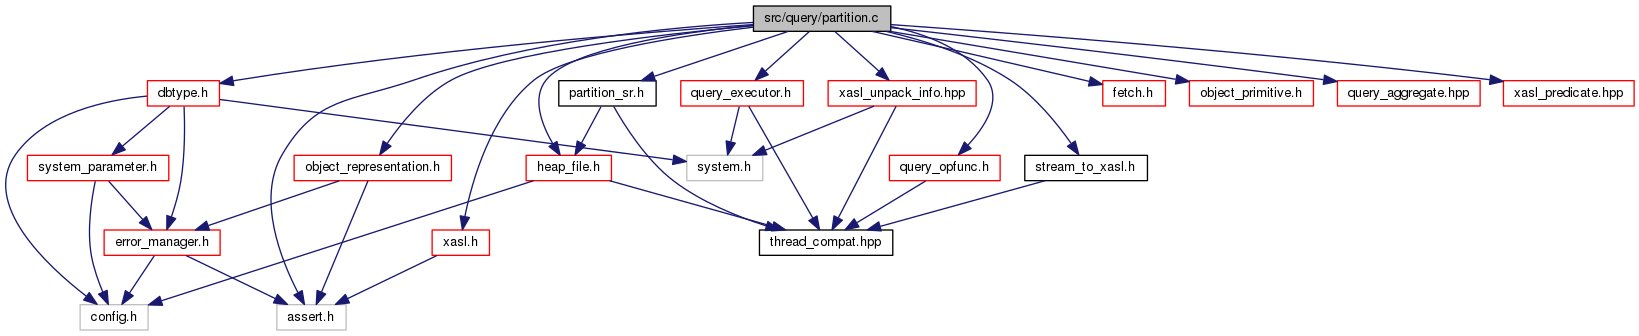 src/query/partition.c
dbtype.h
partition_sr.h
query_executor.h
xasl_unpack_info.hpp
fetch.h
object_primitive.h
query_aggregate.hpp
xasl_predicate.hpp
system_parameter.h
object_representation.h
heap_file.h
system.h
query_opfunc.h
stream_to_xasl.h
error_manager.h
xasl.h
thread_compat.hpp
config.h
assert.h